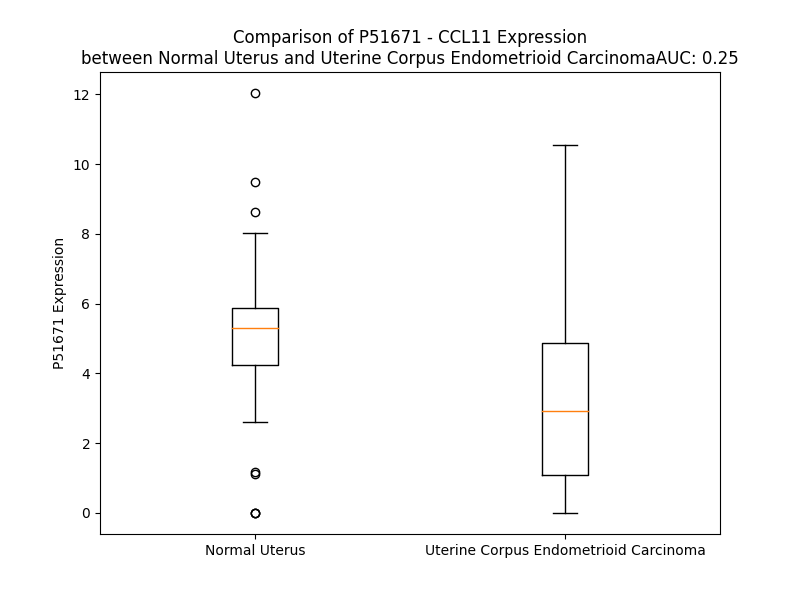 Comparison of P51671 - CCL11 Expression
between Normal Uterus and Uterine Corpus Endometrioid CarcinomaAUC: 0.25
P51671 Expression
12
10
8
6
4
2
0
Normal Uterus
Uterine Corpus Endometrioid Carcinoma